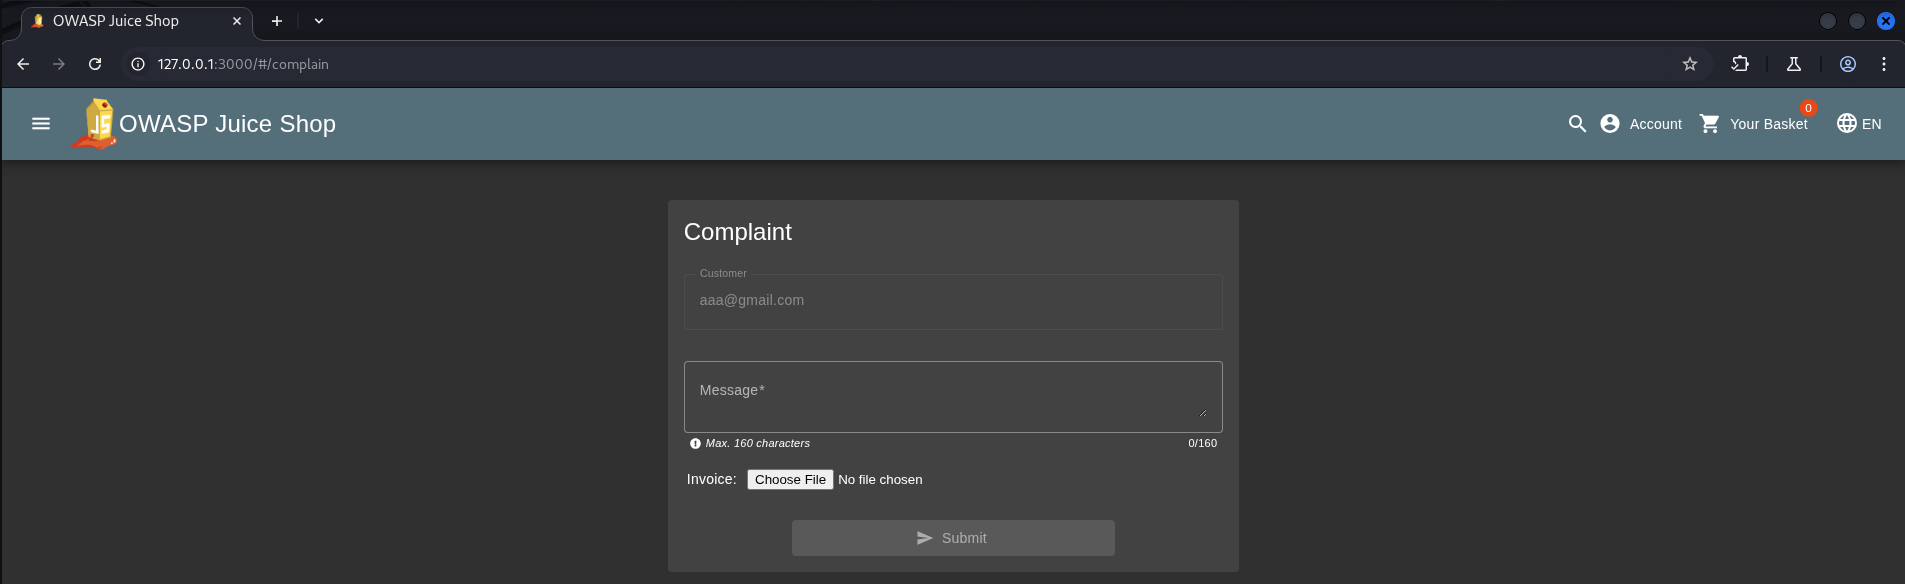 OWASP Juice Shop
127.0.0.1:3000/#/complain
OWASP Juice Shop
Account
Your Basket
0
EN
Complaint
Customer
aaa@gmail.com
Message*
Max. 160 characters
0/160
Invoice: Choose File No file chosen
Submit